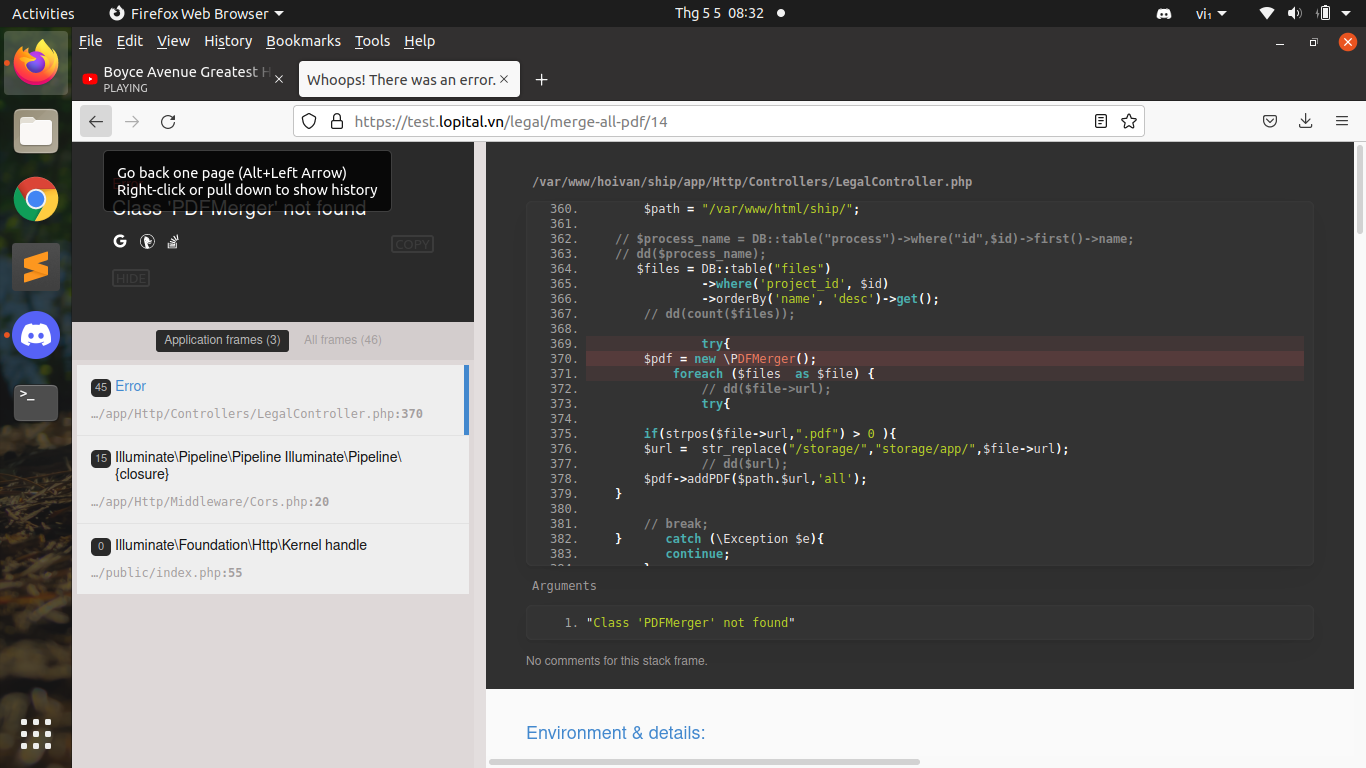 Activities
Firefox Web Browser
Thg 5 5 08:32
vi₁
File Edit View History Bookmarks Tools Help
Boyce Avenue Greatest H
PLAYING
Whoops! There was an error.
https://test.lopital.vn/legal/merge-all-pdf/14
Go back one page (Alt+Left Arrow)
Right-click or pull down to show history
Class 'PDFMerger' not found
COPY
HIDE
Application frames (3) All frames (46)
45 Error
…/app/Http/Controllers/LegalController.php:370
15 Illuminate\Pipeline\Pipeline Illuminate\Pipeline\
{closure}
…/app/Http/Middleware/Cors.php:20
0 Illuminate\Foundation\Http\Kernel handle
…/public/index.php:55
/var/www/hoivan/ship/app/Http/Controllers/LegalController.php
360. $path = "/var/www/html/ship/";
361.
362. // $process_name = DB::table("process")->where("id",$id)->first()->name;
363. // dd($process_name);
364. $files = DB::table("files")
365. ->where('project_id', $id)
366. ->orderBy('name', 'desc')->get();
367. // dd(count($files));
368.
369. try{
370. $pdf = new \PDFMerger();
371. foreach ($files as $file) {
372. // dd($file->url);
373. try{
374.
375. if(strpos($file->url,".pdf") > 0 ){
376. $url = str_replace("/storage/","storage/app/",$file->url);
377. // dd($url);
378. $pdf->addPDF($path.$url,'all');
379. }
380.
381. // break;
382. } catch (\Exception $e){
383. continue;
Arguments
1. "Class 'PDFMerger' not found"
No comments for this stack frame.
Environment & details: